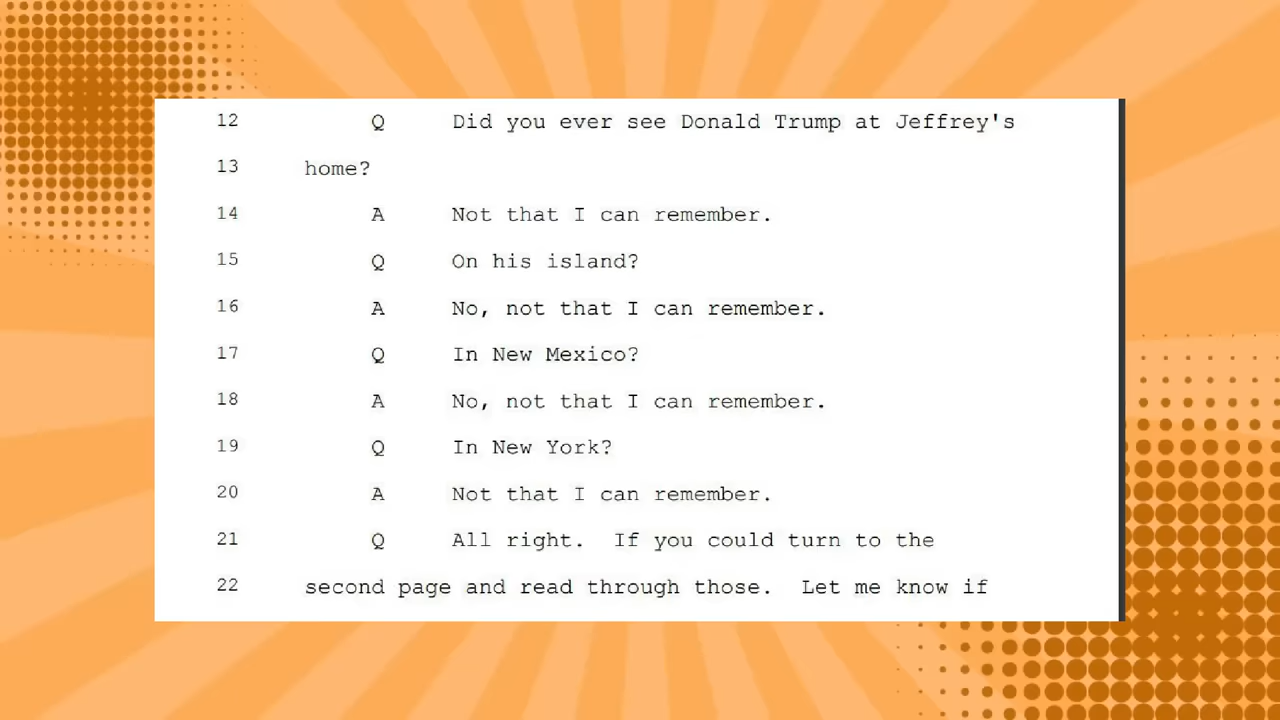 12 Q Did you ever see Donald Trump at Jeffrey's
13 home?
14 A Not that I can remember.
15 Q On his island?
16 A No, not that I can remember.
17 Q In New Mexico?
18 A No, not that I can remember.
19 Q In New York?
20 A Not that I can remember.
21 Q All right. If you could turn to the
22 second page and read through those. Let me know if